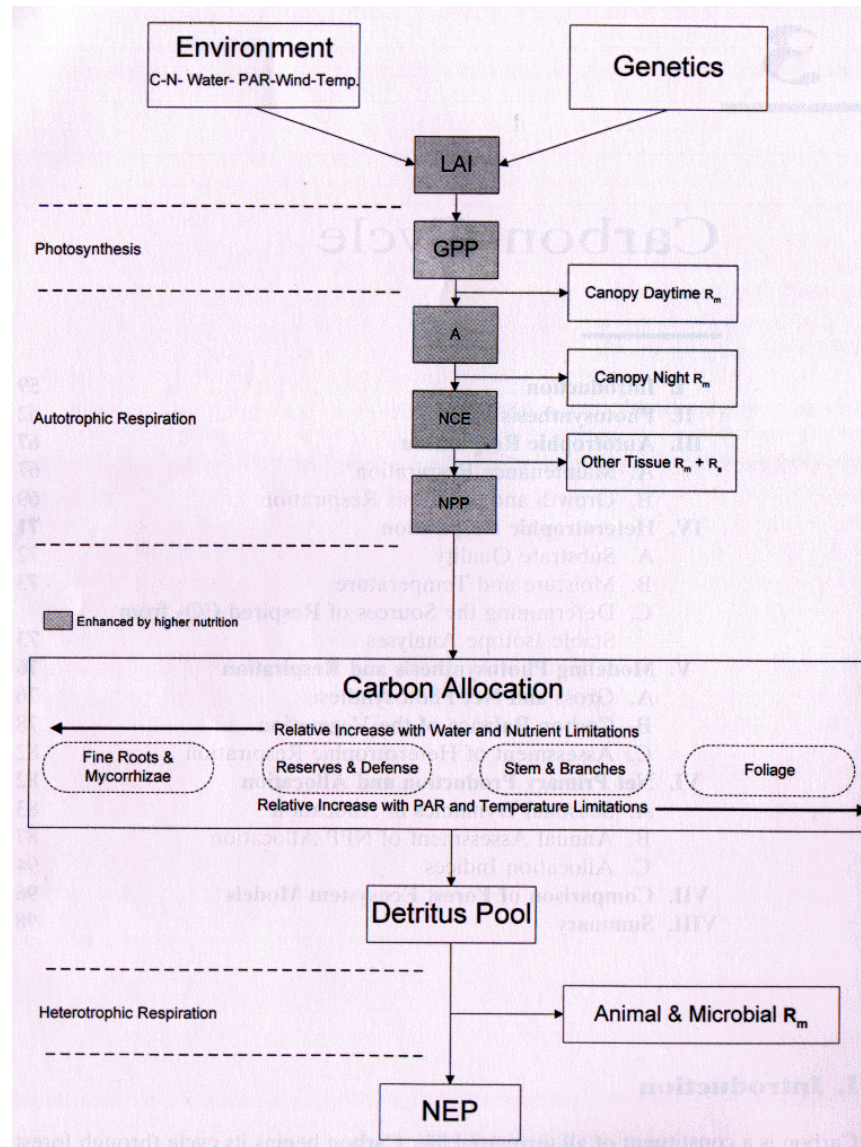 Environment
C-N- Water- PAR-Wind-Temp.
Genetics
LAI
Photosynthesis
GPP
Canopy Daytime Rm
A
Canopy Night Rm
Autotrophic Respiration
NCE
Other Tissue Rm + Rs
NPP
Enhanced by higher nutrition
Carbon Allocation
Relative Increase with Water and Nutrient Limitations
Fine Roots &
Mycorrhizae
Reserves & Defense
Stem & Branches
Foliage
Relative Increase with PAR and Temperature Limitations
Detritus Pool
Heterotrophic Respiration
Animal & Microbial Rm
NEP